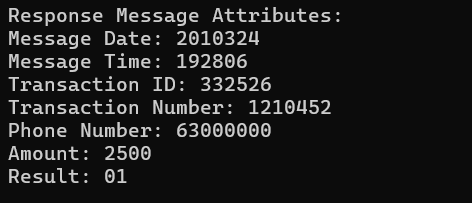 Response Message Attributes:
Message Date: 2010324
Message Time: 192806
Transaction ID: 332526
Transaction Number: 1210452
Phone Number: 63000000
Amount: 2500
Result: 01